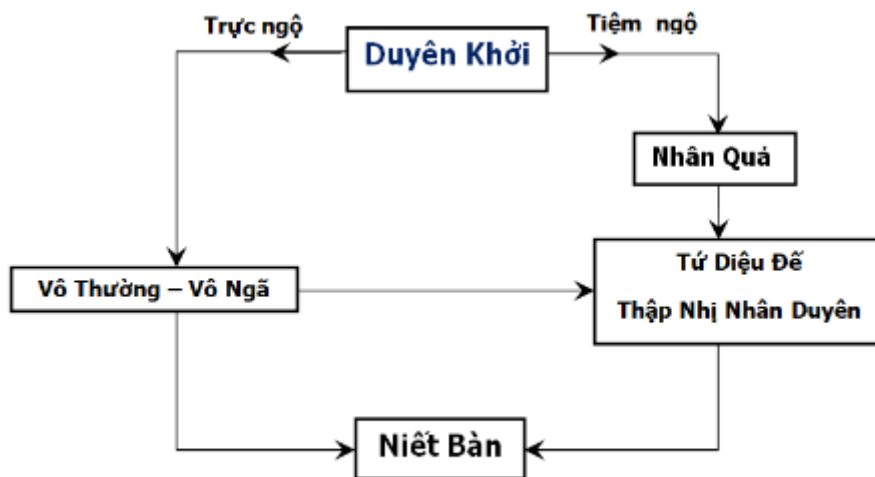 Trực ngộ
Tiệm ngộ
Duyên Khởi
Nhân Quả
Vô Thường – Vô Ngã
Tứ Diệu Đế
Thập Nhị Nhân Duyên
Niết Bàn